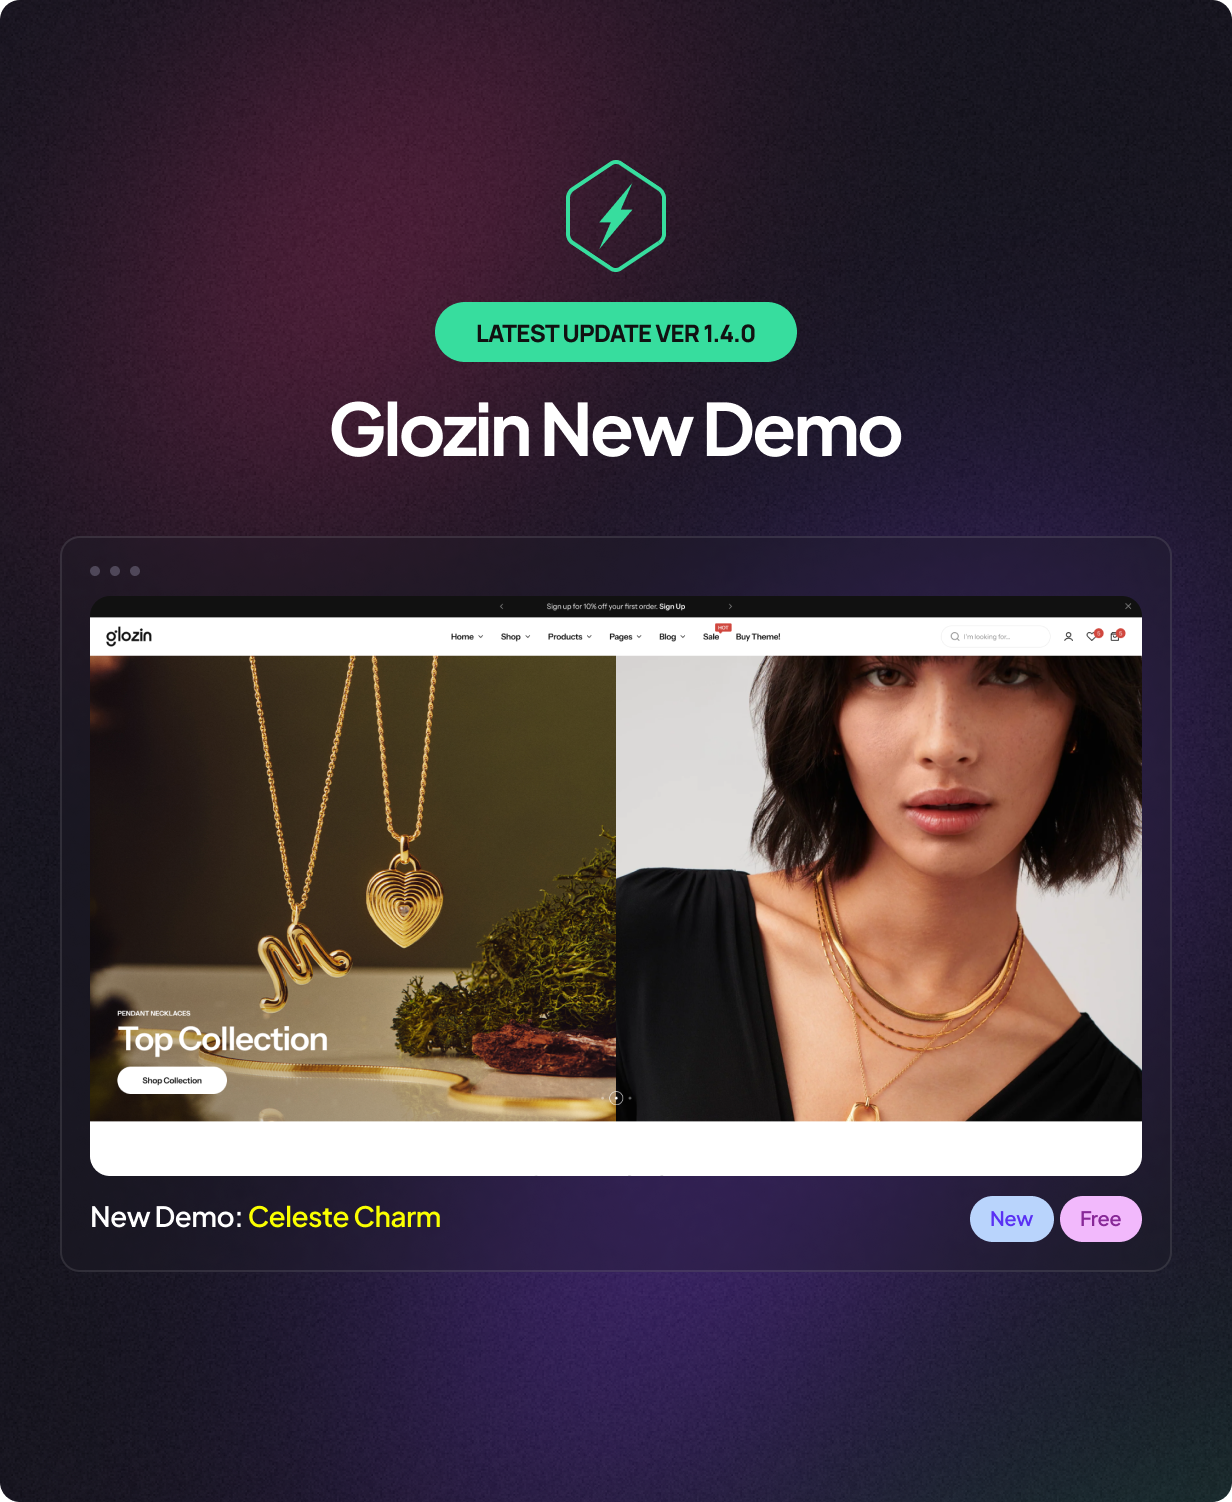 LATEST UPDATE VER 1.4.0
Glozin New Demo
Sign up for 10% off your first order. Sign Up
glozin
Home Shop Products Pages Blog Sale HOT Buy Theme!
I'm looking for...
PENDANT NECKLACES
Top Collection
Shop Collection
New Demo: Celeste Charm
New Free